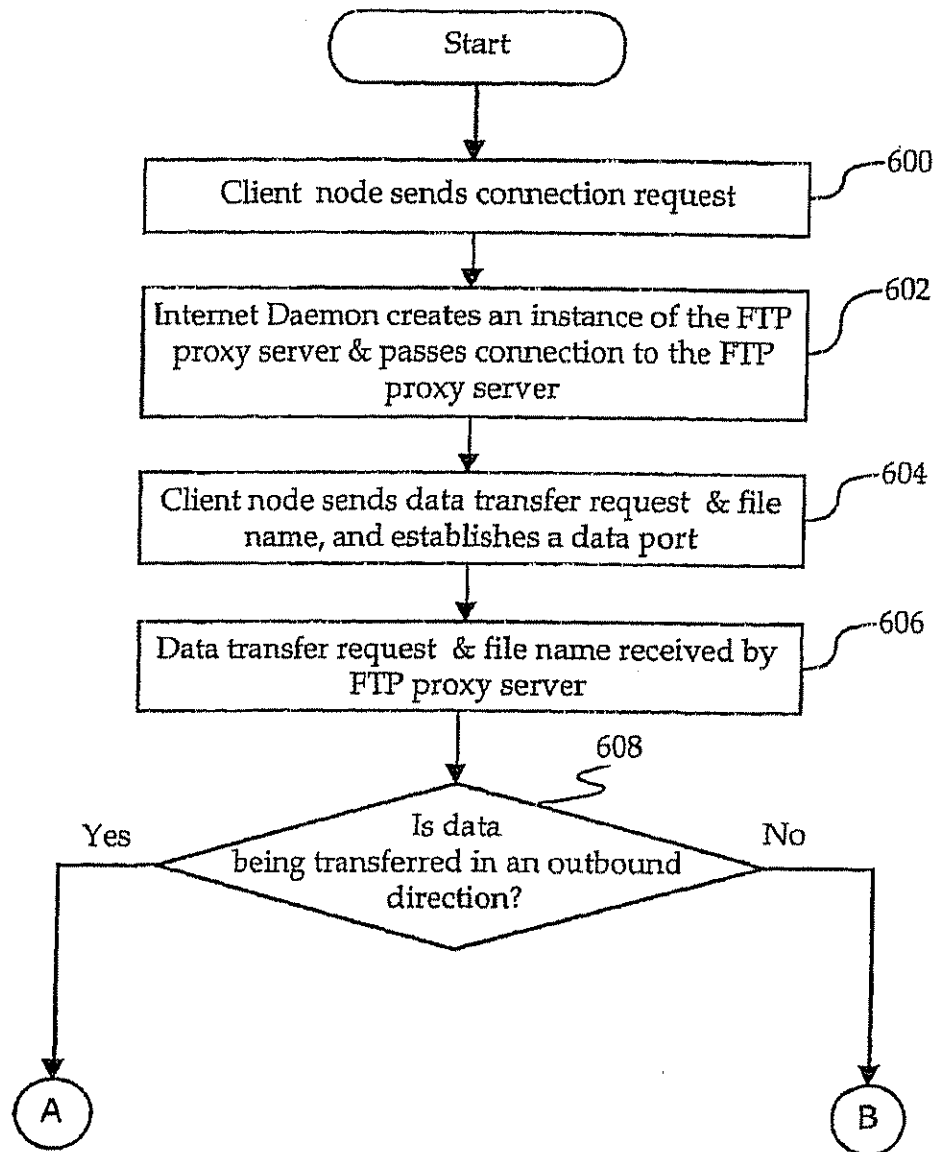 Start
Client node sends connection request
600
Internet Daemon creates an instance of the FTP
proxy server & passes connection to the FTP
proxy server
602
Client node sends data transfer request & file
name, and establishes a data port
604
Data transfer request & file name received by
FTP proxy server
606
608
Is data
being transferred in an outbound
direction?
Yes
No
A
B